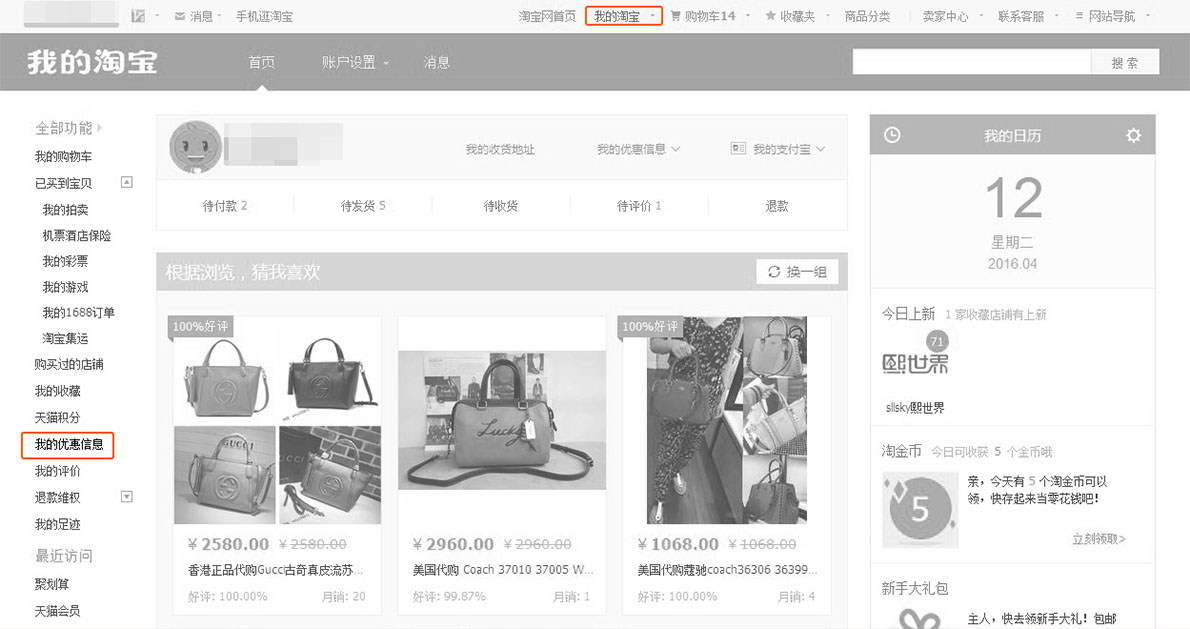 消息 手机逛淘宝 淘宝网首页 我的淘宝 购物车14 收藏夹 商品分类 卖家中心 联系客服 网站导航
我的淘宝 首页 账户设置 消息 搜 索
全部功能
我的购物车
已买到宝贝
我的拍卖
机票酒店保险
我的彩票
我的游戏
我的1688订单
淘宝集运
购买过的店铺
我的收藏
天猫积分
我的优惠信息
我的评价
退款维权
我的足迹
最近访问
聚划算
天猫会员
我的收货地址 我的优惠信息 我的支付宝
待付款 2 待发货 5 待收货 待评价 1 退款
根据浏览，猜我喜欢 换一组
100%好评
GUCCI
¥ 2580.00 ¥ 2580.00
香港正品代购Gucci古奇真皮流苏...
好评: 100.00% 月销: 20
Lucky
¥ 2960.00 ¥ 2960.00
美国代购 Coach 37010 37005 W...
好评: 99.87% 月销: 1
100%好评
¥ 1068.00 ¥ 1068.00
美国代购蔻驰coach36306 36399...
好评: 100.00% 月销: 4
我的日历
12
星期二
2016.04
今日上新 1 家收藏店铺有上新
71
熙世界
sllsky熙世界
淘金币 今日可收获 5 个金币哦
5
亲，今天有 5 个淘金币可以
领，快存起来当零花钱吧！
立刻领取>
新手大礼包
主人，快去领新手大礼！包邮